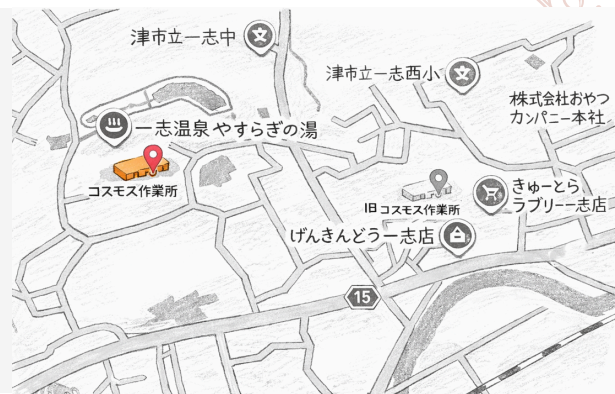 津市立一志中
津市立一志西小
株式会社おやつ
カンパニー本社
一志温泉 やすらぎの湯
コスモス作業所
きゅーとら
ラブリー一志店
旧コスモス作業所
げんきんどう一志店
15